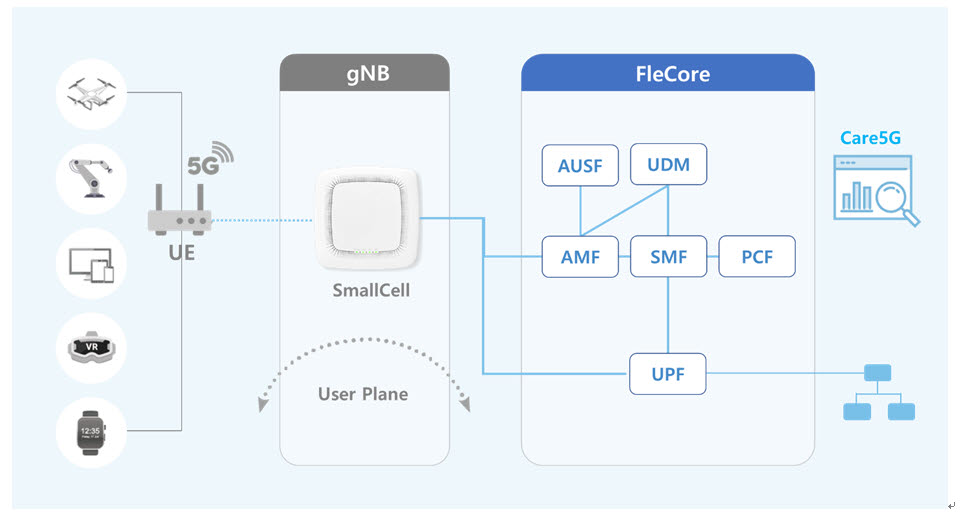 gNB
FleCore
Care5G
AUSF
UDM
5G
UE
AMF
SMF
PCF
SmallCell
VR
User Plane
UPF
12:35